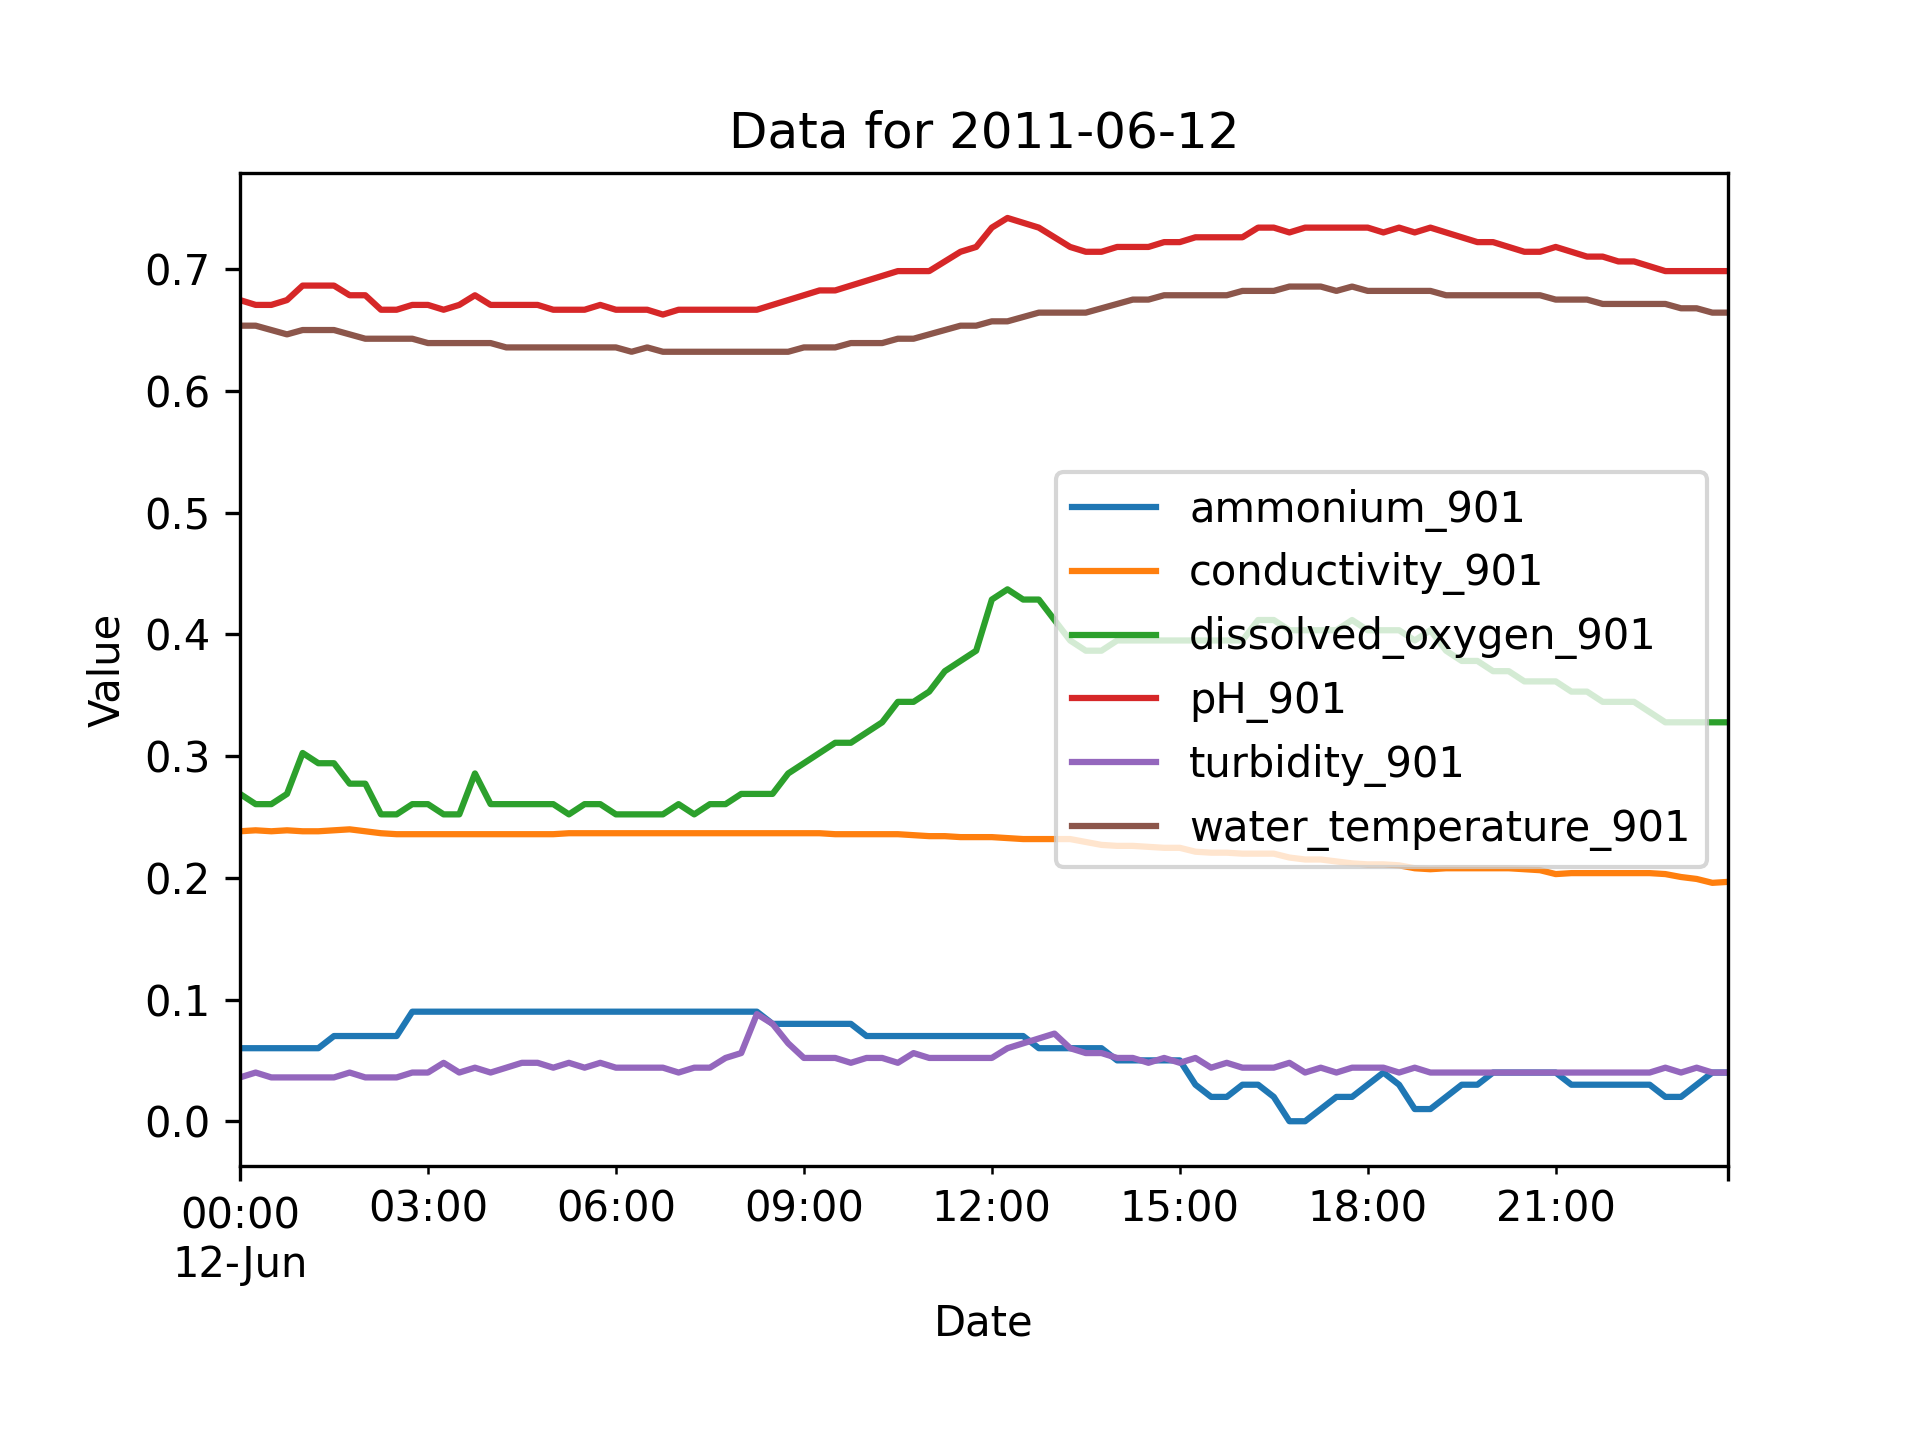 Data for 2011-06-12
Value
0.7
0.6
0.5
0.4
0.3
0.2
0.1
0.0
ammonium_901
conductivity_901
dissolved_oxygen_901
pH_901
turbidity_901
water_temperature_901
00:00 03:00 06:00 09:00 12:00 15:00 18:00 21:00
12-Jun
Date